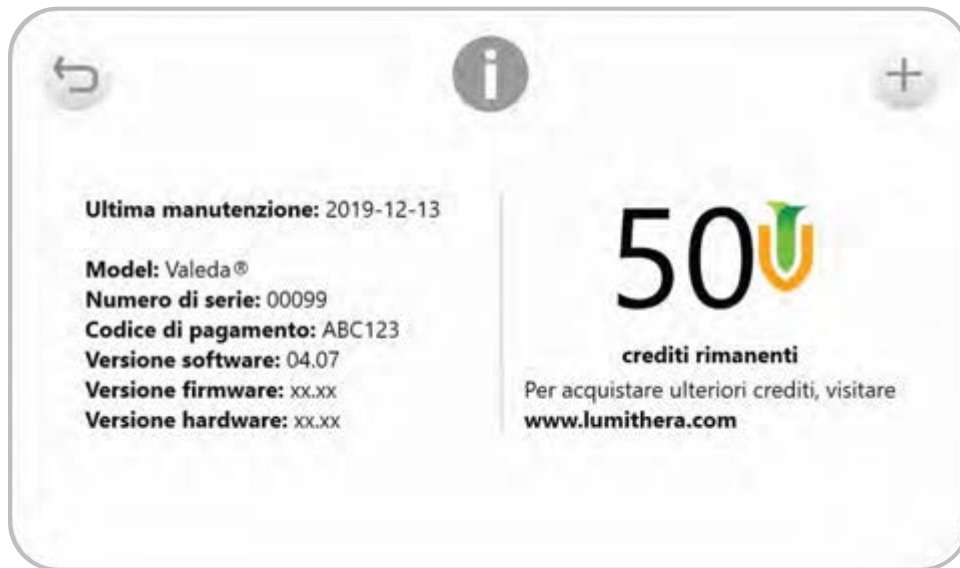 Ultima manutenzione: 2019-12-13
Model: Valeda®
Numero di serie: 00099
Codice di pagamento: ABC123
Versione software: 04.07
Versione firmware: xx.xx
Versione hardware: xx.xx
50
crediti rimanenti
Per acquistare ulteriori crediti, visitare
www.lumithera.com